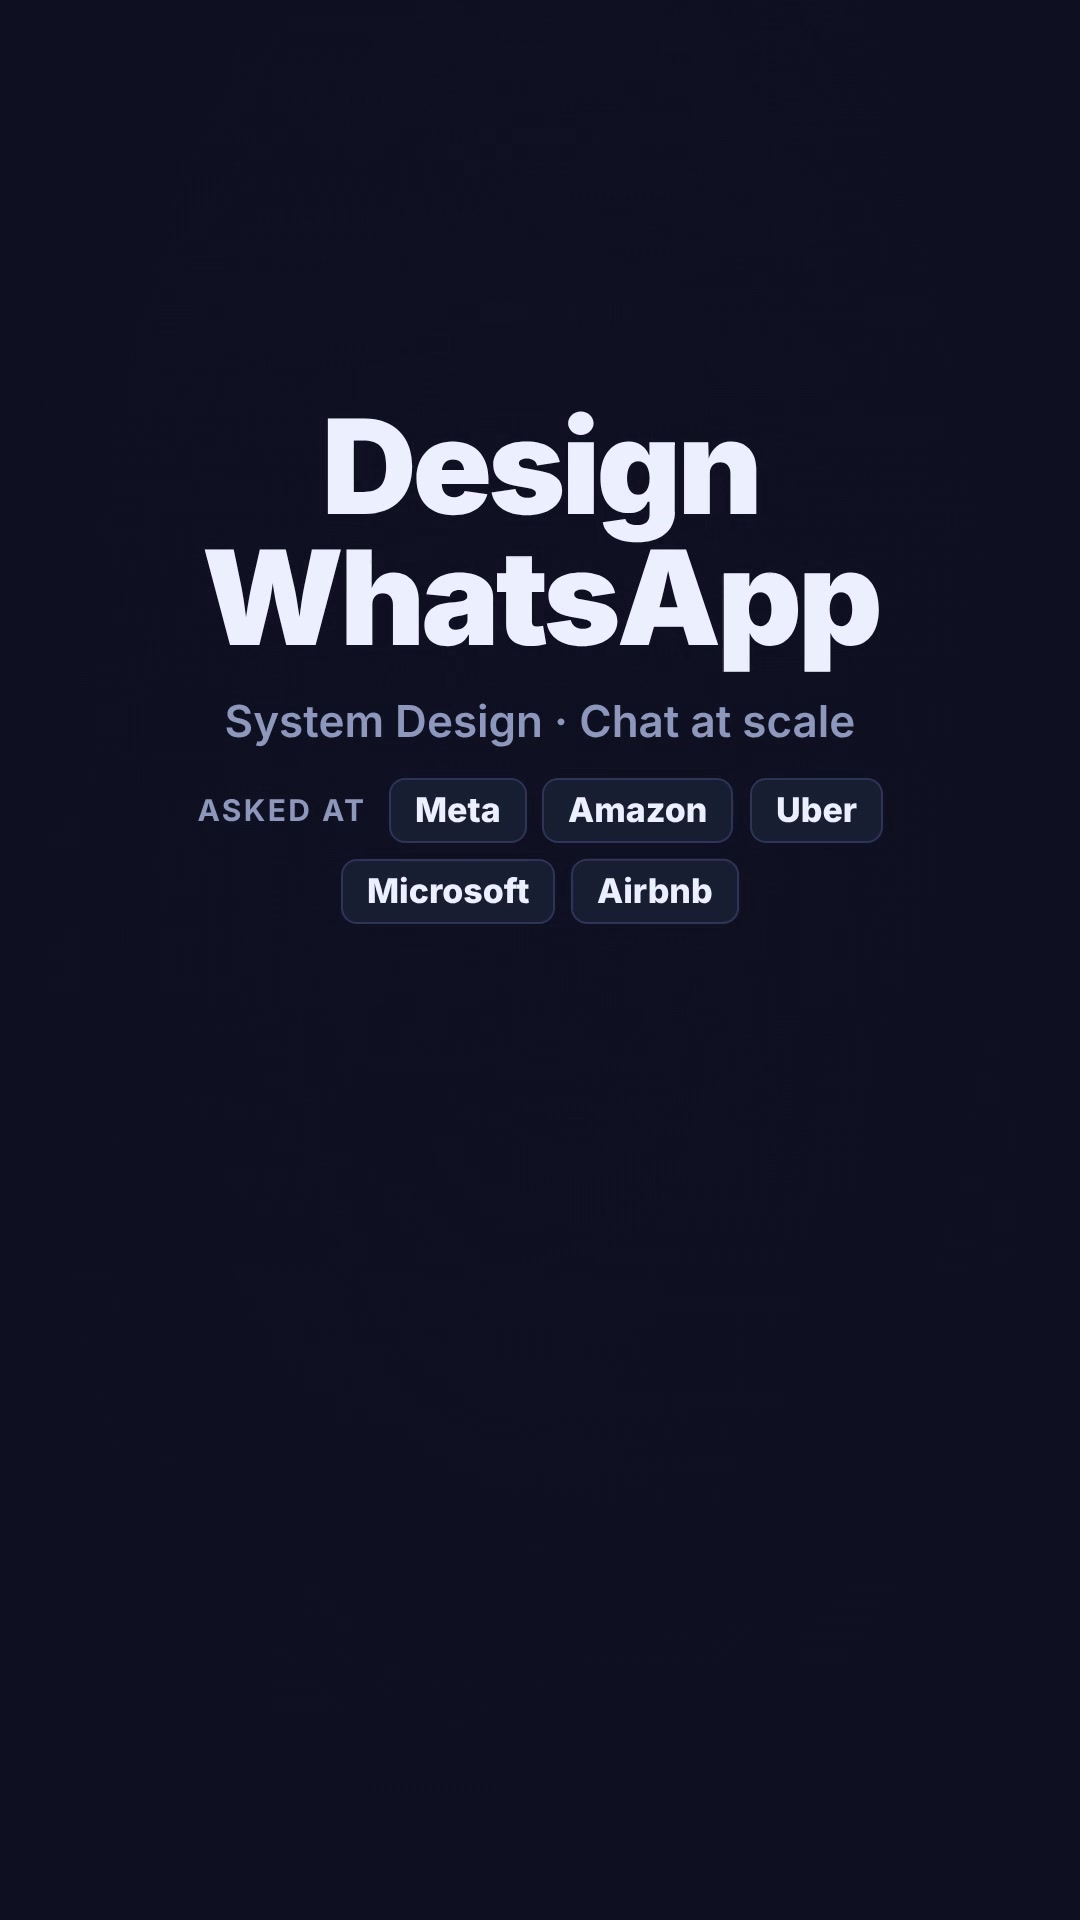 Design
WhatsApp
System Design · Chat at scale
ASKED AT Meta Amazon Uber
Microsoft Airbnb